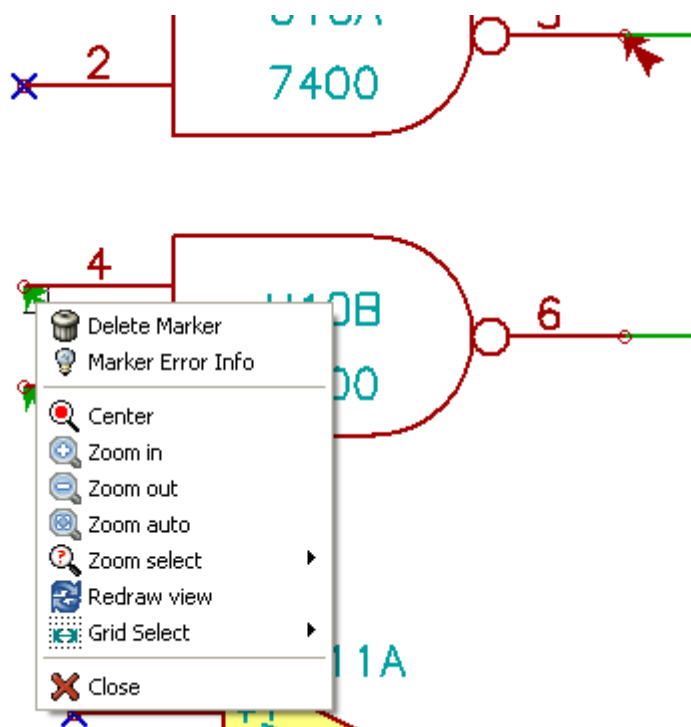 2
7400
4
6
Delete Marker
Marker Error Info
Center
Zoom in
Zoom out
Zoom auto
Zoom select
Redraw view
Grid Select
Close